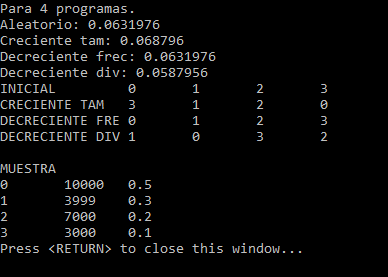 Para 4 programas.
Aleatorio: 0.0631976
Creciente tam: 0.068796
Decreciente frec: 0.0631976
Decreciente div: 0.0587956
INICIAL 0 1 2 3
CRECIENTE TAM 3 1 2 0
DECRECIENTE FRE 0 1 2 3
DECRECIENTE DIV 1 0 3 2
MUESTRA
0 10000 0.5
1 3999 0.3
2 7000 0.2
3 3000 0.1
Press <RETURN> to close this window...